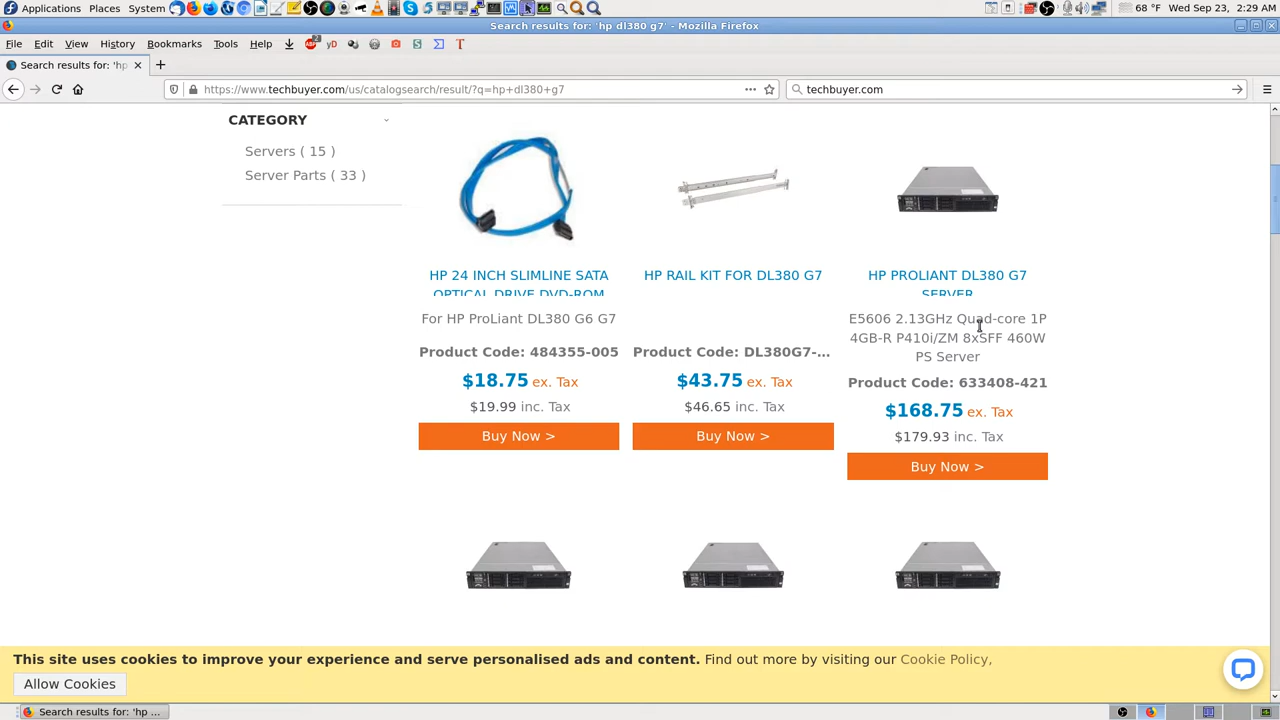 Applications Places System
68 °F Wed Sep 23, 2:29 AM
Search results for: 'hp dl380 g7' - Mozilla Firefox
File Edit View History Bookmarks Tools Help
Search results for: 'hp
https://www.techbuyer.com/us/catalogsearch/result/?q=hp+dl380+g7
techbuyer.com
CATEGORY
Servers ( 15 )
Server Parts ( 33 )
HP 24 INCH SLIMLINE SATA
OPTICAL DRIVE DVD-ROM
For HP ProLiant DL380 G6 G7
Product Code: 484355-005
$18.75 ex. Tax
$19.99 inc. Tax
Buy Now >
HP RAIL KIT FOR DL380 G7
Product Code: DL380G7-...
$43.75 ex. Tax
$46.65 inc. Tax
Buy Now >
HP PROLIANT DL380 G7
SERVER
E5606 2.13GHz Quad-core 1P
4GB-R P410i/ZM 8xSFF 460W
PS Server
Product Code: 633408-421
$168.75 ex. Tax
$179.93 inc. Tax
Buy Now >
This site uses cookies to improve your experience and serve personalised ads and content. Find out more by visiting our Cookie Policy,
Allow Cookies
Search results for: 'hp ...